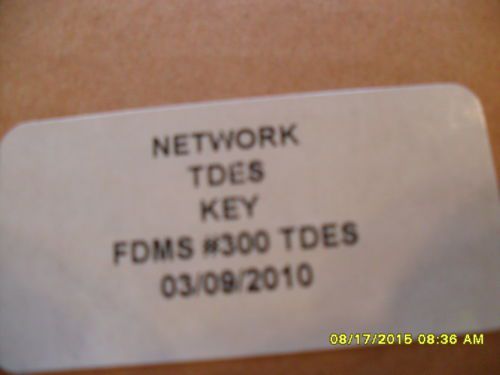 NETWORK
TDES
KEY
FDMS #300 TDES
03/09/2010
08/17/2015 08:36 AM